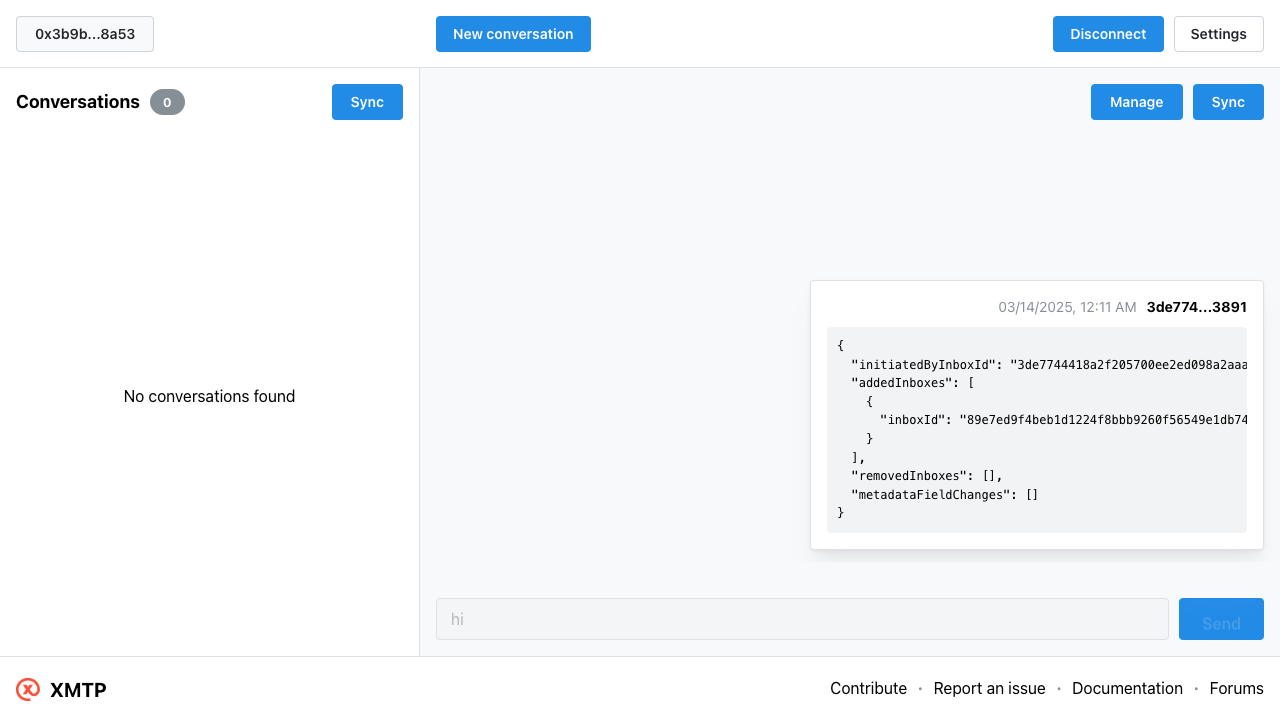 0x3b9b...8a53
New conversation
Disconnect
Settings
Conversations 0
Sync
Manage
Sync
No conversations found
03/14/2025, 12:11 AM 3de774...3891
{
"initiatedByInboxId": "3de7744418a2f205700ee2ed098a2aaa
"addedInboxes": [
{
"inboxId": "89e7ed9f4beb1d1224f8bbb9260f56549e1db74
}
],
"removedInboxes": [],
"metadataFieldChanges": []
}
hi
Send
XMTP
Contribute • Report an issue • Documentation • Forums